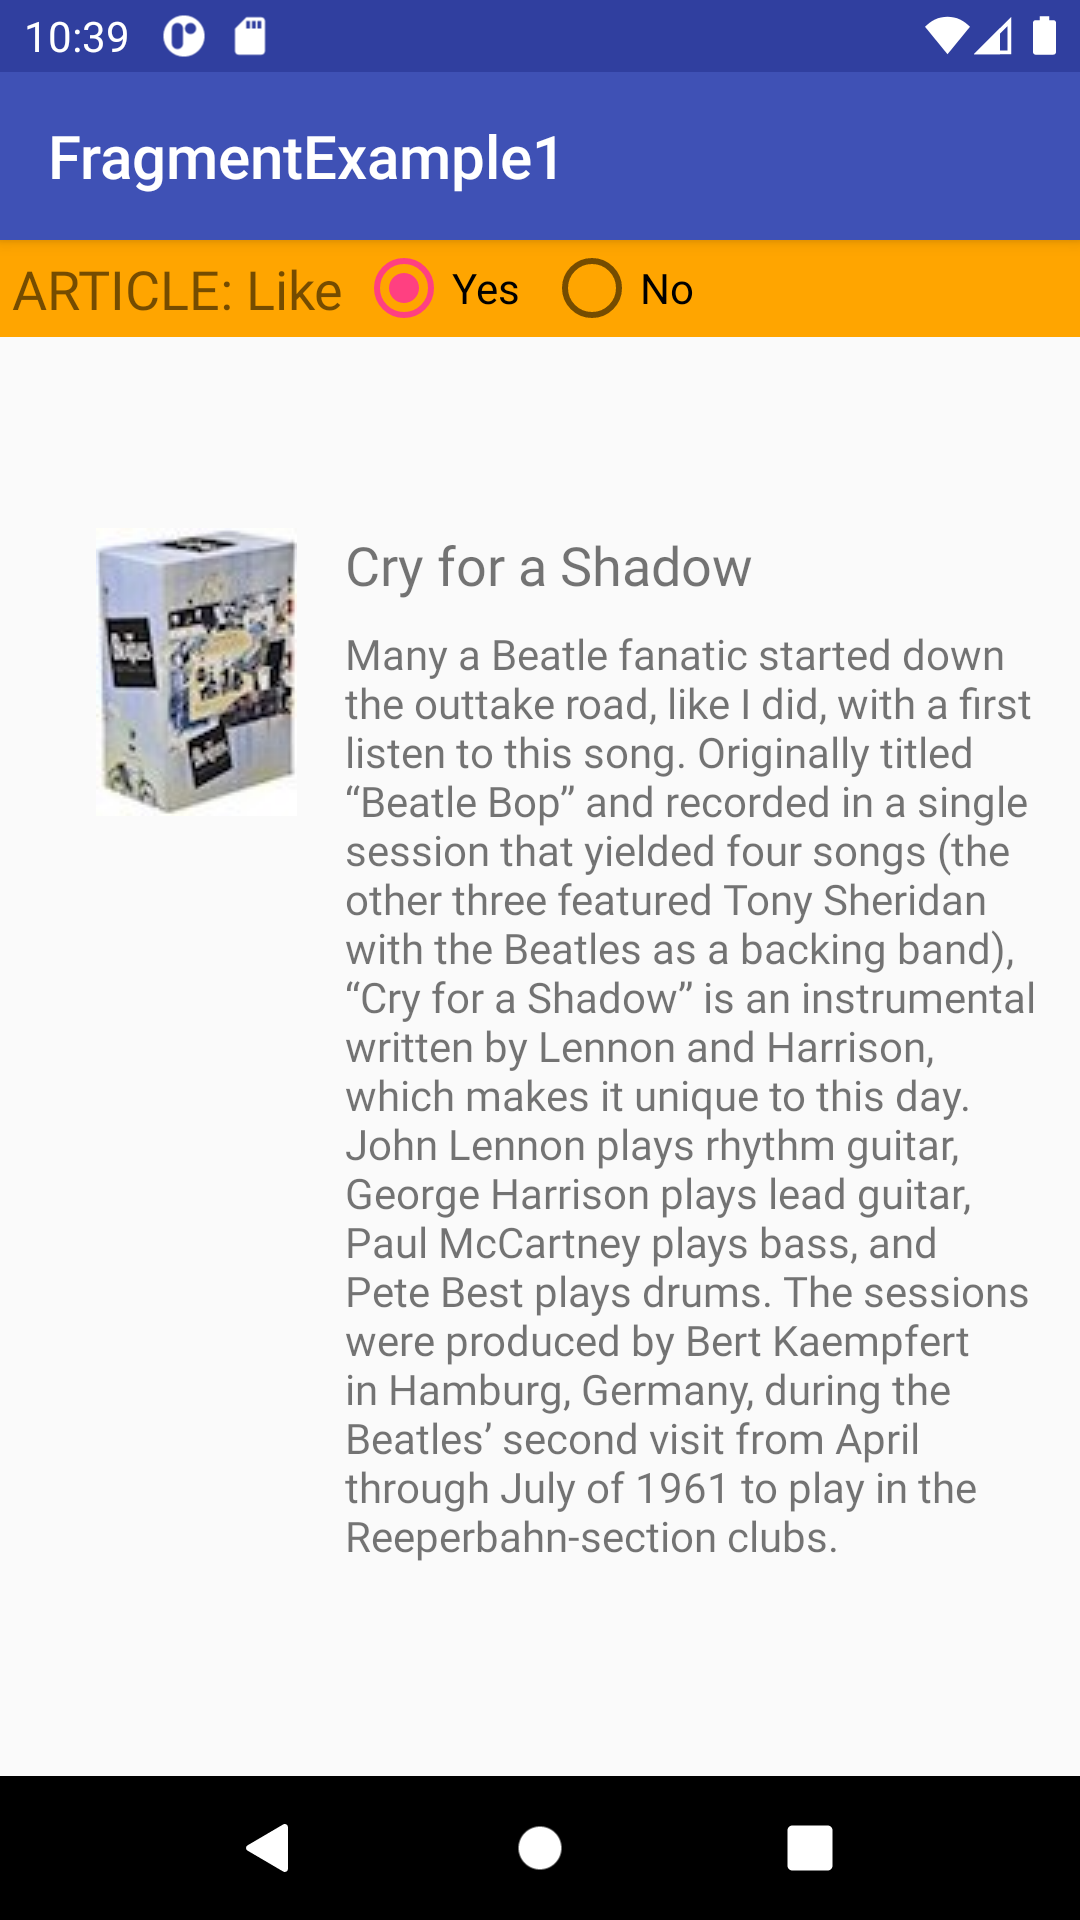 10:39
FragmentExample1
ARTICLE: Like Yes No
Cry for a Shadow
Many a Beatle fanatic started down
the outtake road, like I did, with a first
listen to this song. Originally titled
“Beatle Bop” and recorded in a single
session that yielded four songs (the
other three featured Tony Sheridan
with the Beatles as a backing band),
“Cry for a Shadow” is an instrumental
written by Lennon and Harrison,
which makes it unique to this day.
John Lennon plays rhythm guitar,
George Harrison plays lead guitar,
Paul McCartney plays bass, and
Pete Best plays drums. The sessions
were produced by Bert Kaempfert
in Hamburg, Germany, during the
Beatles’ second visit from April
through July of 1961 to play in the
Reeperbahn-section clubs.